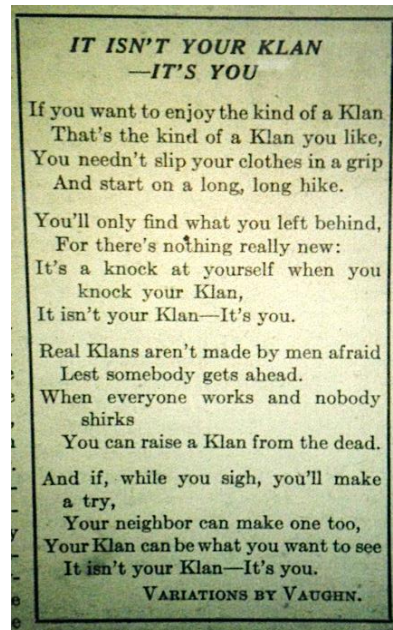 IT ISN'T YOUR KLAN
—IT'S YOU
If you want to enjoy the kind of a Klan
That's the kind of a Klan you like,
You needn't slip your clothes in a grip
And start on a long, long hike.
You'll only find what you left behind,
For there's nothing really new:
It's a knock at yourself when you
knock your Klan,
It isn't your Klan—It's you.
Real Klans aren't made by men afraid
Lest somebody gets ahead.
When everyone works and nobody
shirks
You can raise a Klan from the dead.
And if, while you sigh, you'll make
a try,
Your neighbor can make one too,
Your Klan can be what you want to see
It isn't your Klan—It's you.
VARIATIONS BY VAUGHN.